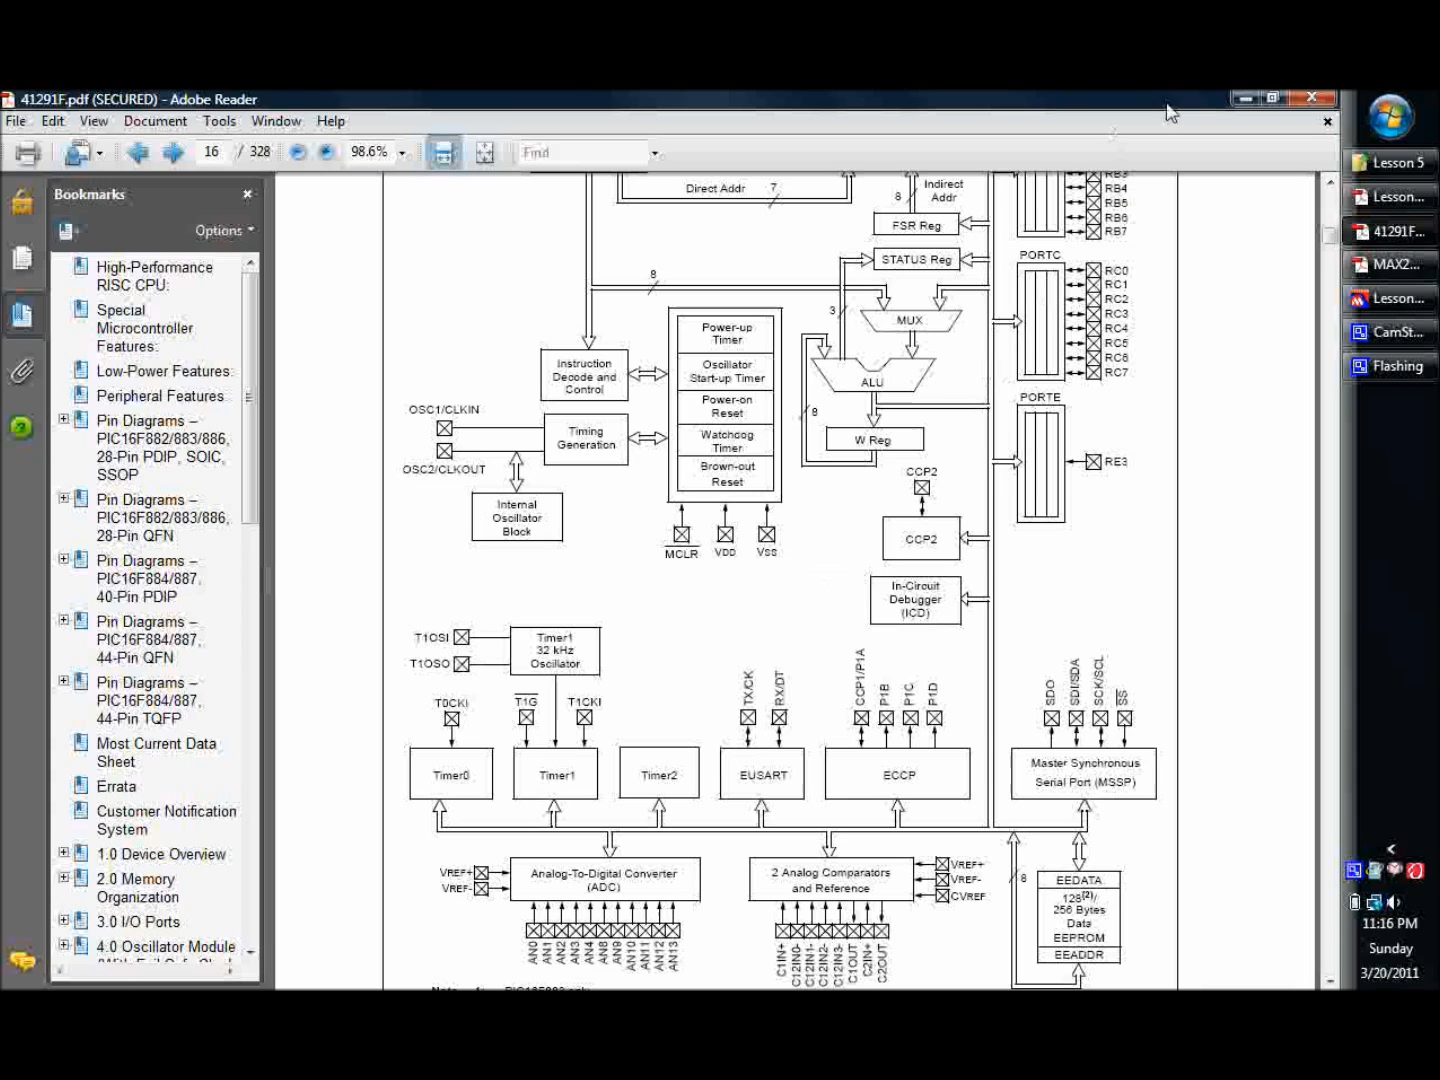 41291F.pdf (SECURED) - Adobe Reader
File Edit View Document Tools Window Help
16 / 328 98.6% Find
Bookmarks
Options
High-Performance
RISC CPU:
Special
Microcontroller
Features:
Low-Power Features:
Peripheral Features
Pin Diagrams –
PIC16F882/883/886,
28-Pin PDIP, SOIC,
SSOP
Pin Diagrams –
PIC16F882/883/886,
28-Pin QFN
Pin Diagrams –
PIC16F884/887,
40-Pin PDIP
Pin Diagrams –
PIC16F884/887,
44-Pin QFN
Pin Diagrams –
PIC16F884/887,
44-Pin TQFP
Most Current Data
Sheet
Errata
Customer Notification
System
1.0 Device Overview
2.0 Memory
Organization
3.0 I/O Ports
4.0 Oscillator Module
Direct Addr
7
8
Indirect
Addr
FSR Reg
STATUS Reg
8
3
MUX
ALU
8
W Reg
Instruction
Decode and
Control
OSC1/CLKIN
OSC2/CLKOUT
Timing
Generation
Internal
Oscillator
Block
Power-up
Timer
Oscillator
Start-up Timer
Power-on
Reset
Watchdog
Timer
Brown-out
Reset
MCLR
VDD
VSS
CCP2
CCP2
In-Circuit
Debugger
(ICD)
RB3
RB4
RB5
RB6
RB7
PORTC
RC0
RC1
RC2
RC3
RC4
RC5
RC6
RC7
PORTE
RE3
T1OSI
T1OSO
Timer1
32 kHz
Oscillator
T0CKI
T1G
T1CKI
TX/CK
RX/DT
CCP1/P1A
P1B
P1C
P1D
SDO
SDI/SDA
SCK/SCL
SS
Timer0
Timer1
Timer2
EUSART
ECCP
Master Synchronous
Serial Port (MSSP)
VREF+
VREF-
Analog-To-Digital Converter
(ADC)
2 Analog Comparators
and Reference
VREF+
VREF-
CVREF
8
EEDATA
128(2)/
256 Bytes
Data
EEPROM
EEADDR
AN0
AN1
AN2
AN3
AN4
AN8
AN9
AN10
AN11
AN12
AN13
C1IN+
C12IN0-
C12IN1-
C12IN2-
C12IN3-
C1OUT
C2IN+
C2OUT
Lesson 5
Lesson...
41291F...
MAX2...
Lesson...
CamSt...
Flashing
11:16 PM
Sunday
3/20/2011